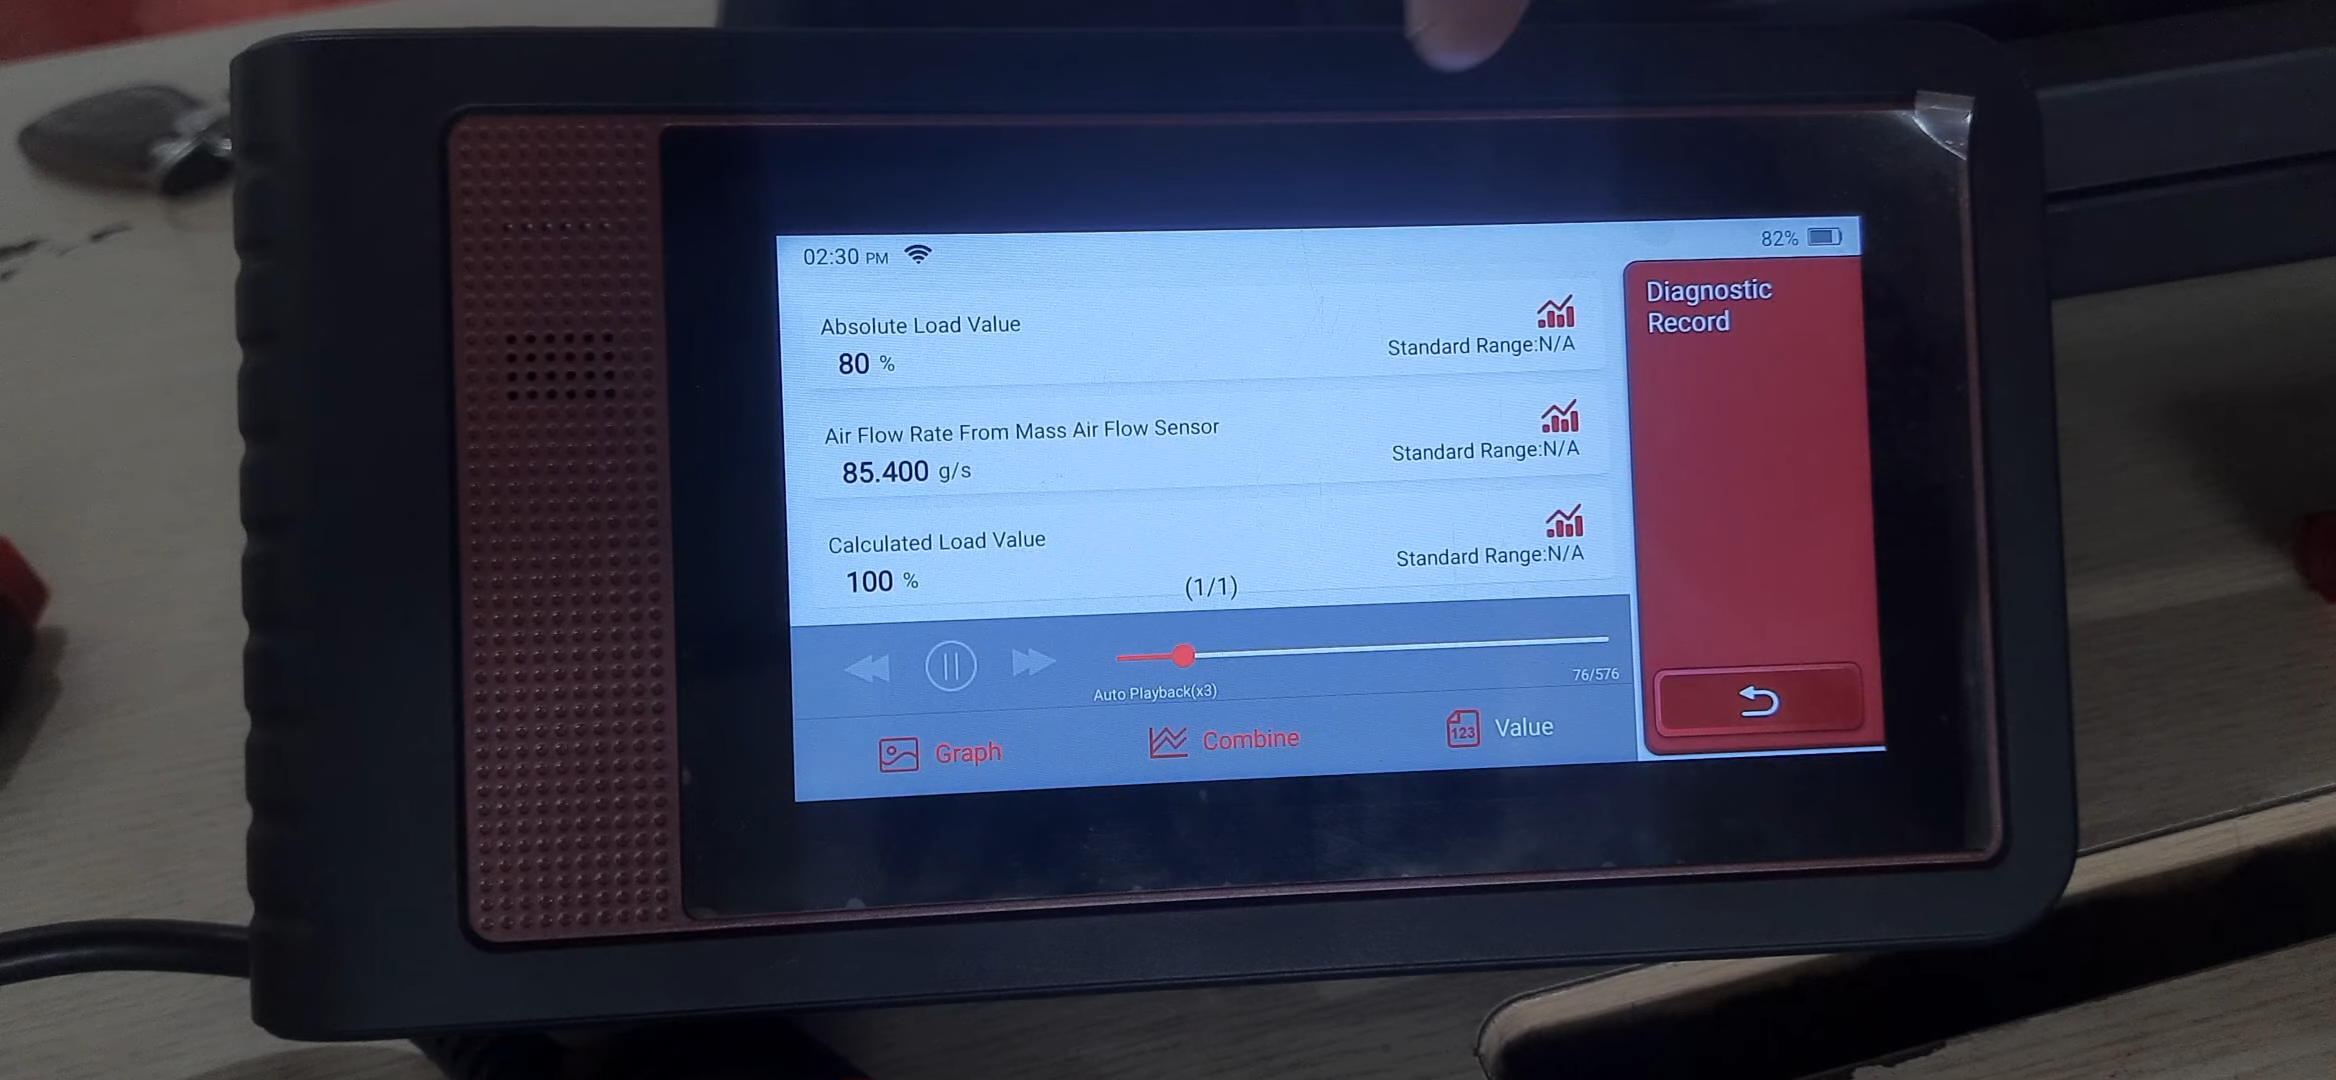 02:30 PM
82%
Diagnostic
Record
Absolute Load Value
80 %
Standard Range:N/A
Air Flow Rate From Mass Air Flow Sensor
85.400 g/s
Standard Range:N/A
Calculated Load Value
100 %
Standard Range:N/A
(1/1)
Auto Playback(x3)
76/576
Graph
Combine
123
Value